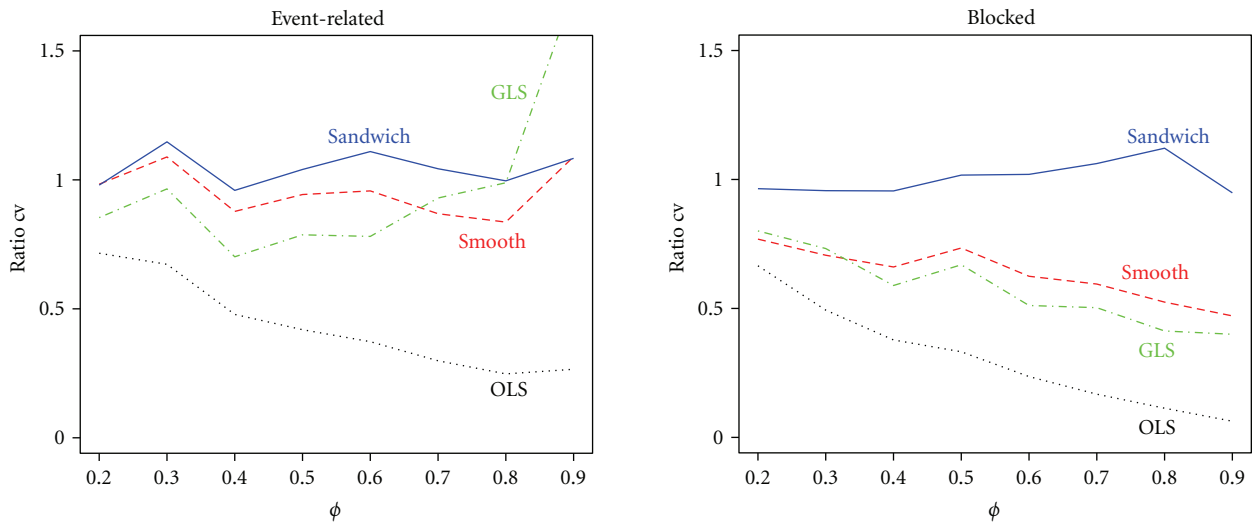 Event-related
1.5
1
0.5
0
Ratio cv
GLS
Sandwich
Smooth
OLS
0.2 0.3 0.4 0.5 0.6 0.7 0.8 0.9
ϕ
Blocked
1.5
1
0.5
0
Ratio cv
Sandwich
Smooth
GLS
OLS
0.2 0.3 0.4 0.5 0.6 0.7 0.8 0.9
ϕ